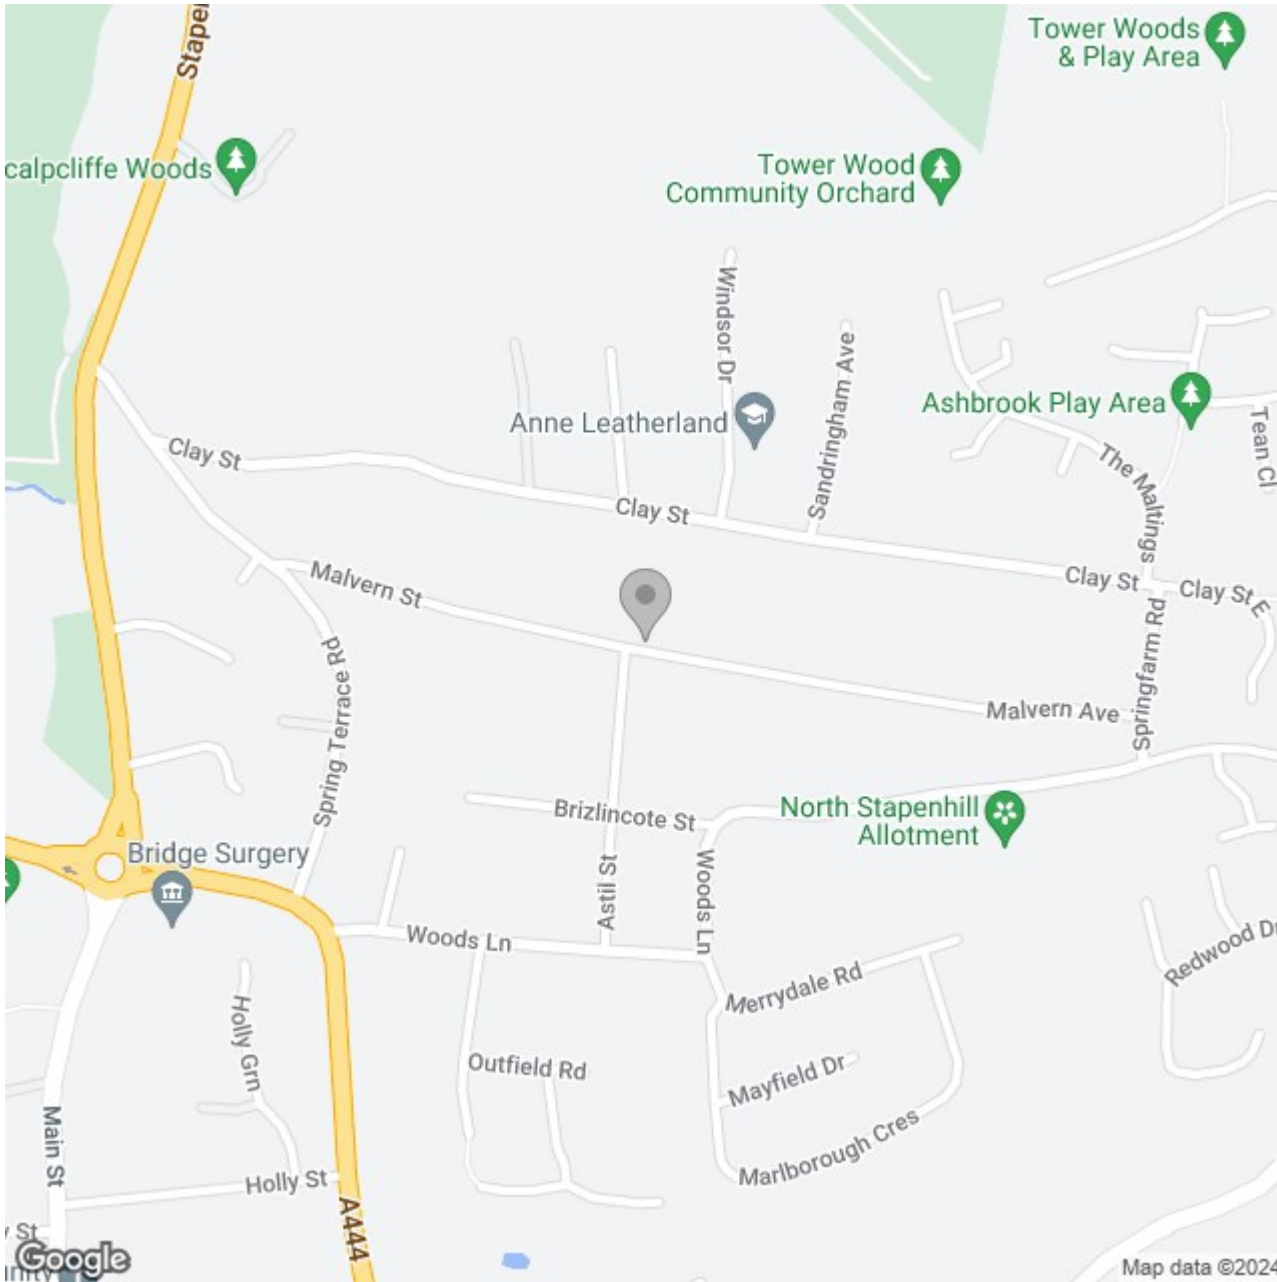 Stapen
Tower Woods
& Play Area
calpcliffe Woods
Tower Wood
Community Orchard
Windsor Dr
Sandringham Ave
Anne Leatherland
Ashbrook Play Area
Tean Cl
Clay St
The Maltings
Clay St
Clay St
Clay St E
Malvern St
Springfarm Rd
Spring Terrace Rd
Malvern Ave
Brizlincote St
North Stapenhill
Allotment
Bridge Surgery
Astil St
Woods Ln
Woods Ln
Redwood Dr
Merrydale Rd
Holly Grn
Outfield Rd
Mayfield Dr
Main St
Marlborough Cres
Holly St
A444
St
Google
Map data ©2024